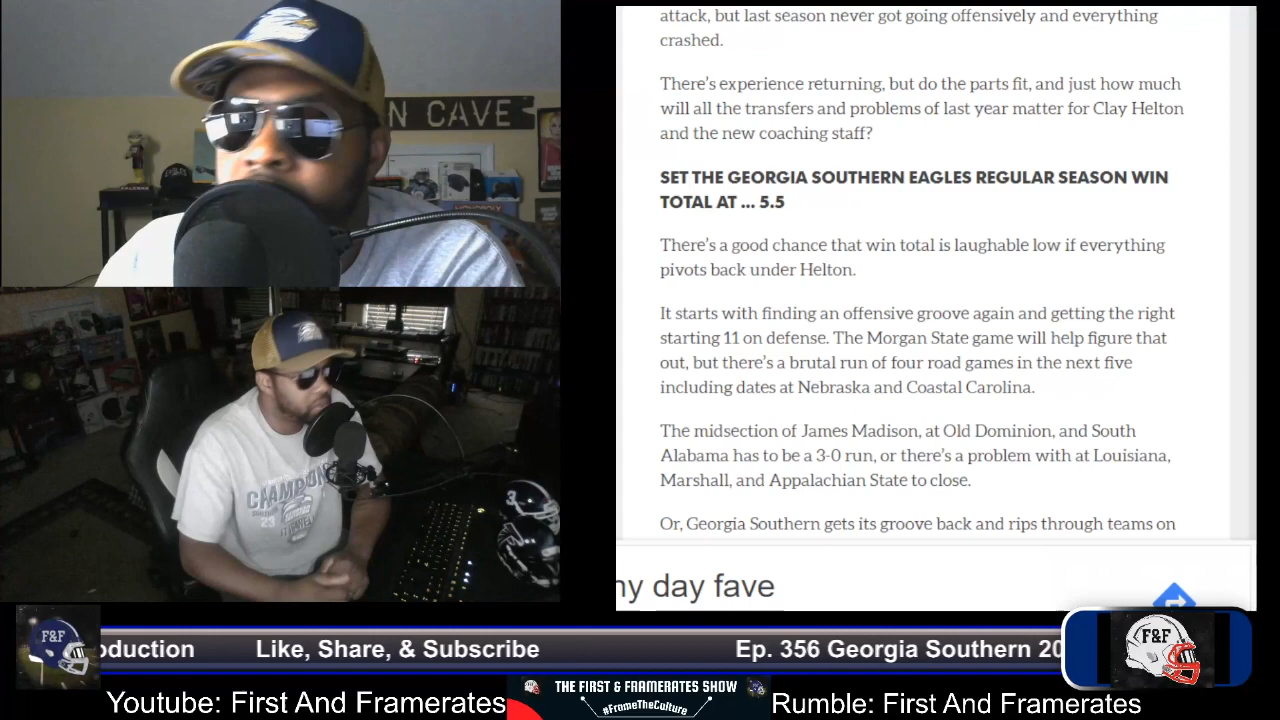 N CAVE
CHAMPION
23
attack, but last season never got going offensively and everything
crashed.
There's experience returning, but do the parts fit, and just how much
will all the transfers and problems of last year matter for Clay Helton
and the new coaching staff?
SET THE GEORGIA SOUTHERN EAGLES REGULAR SEASON WIN
TOTAL AT ... 5.5
There's a good chance that win total is laughable low if everything
pivots back under Helton.
It starts with finding an offensive groove again and getting the right
starting 11 on defense. The Morgan State game will help figure that
out, but there's a brutal run of four road games in the next five
including dates at Nebraska and Coastal Carolina.
The midsection of James Madison, at Old Dominion, and South
Alabama has to be a 3-0 run, or there's a problem with at Louisiana,
Marshall, and Appalachian State to close.
Or, Georgia Southern gets its groove back and rips through teams on
ny day fave
F&F
oduction Like, Share, & Subscribe Ep. 356 Georgia Southern 20
F&F
Youtube: First And Framerates
THE FIRST & FRAMERATES SHOW
#FrameTheCulture
Rumble: First And Framerates